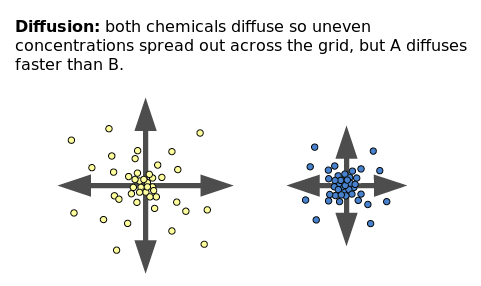 Diffusion: both chemicals diffuse so uneven
concentrations spread out across the grid, but A diffuses
faster than B.